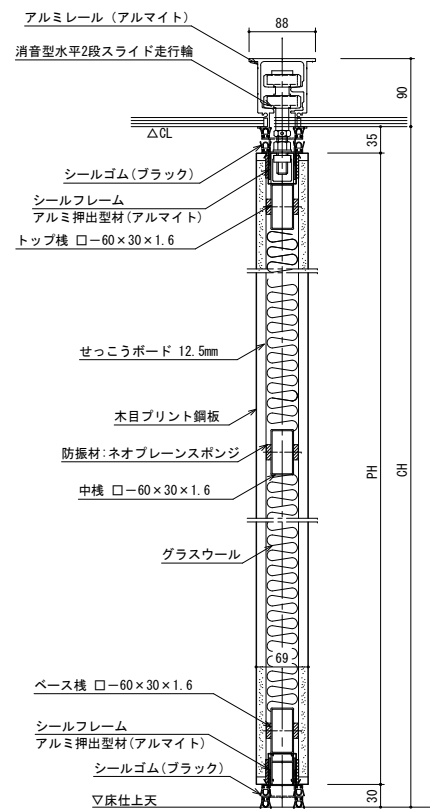 アルミレール (アルマイト)
88
消音型水平2段スライド走行輪
90
△CL
35
シールゴム(ブラック)
シールフレーム
アルミ押出型材(アルマイト)
トップ桟 ロ-60×30×1.6
せっこうボード 12.5mm
木目プリント鋼板
防振材:ネオプレーンスポンジ
PH
CH
中桟 ロ-60×30×1.6
グラスウール
69
ベース桟 ロ-60×30×1.6
シールフレーム
アルミ押出型材(アルマイト)
シールゴム(ブラック)
▽床仕上天
30